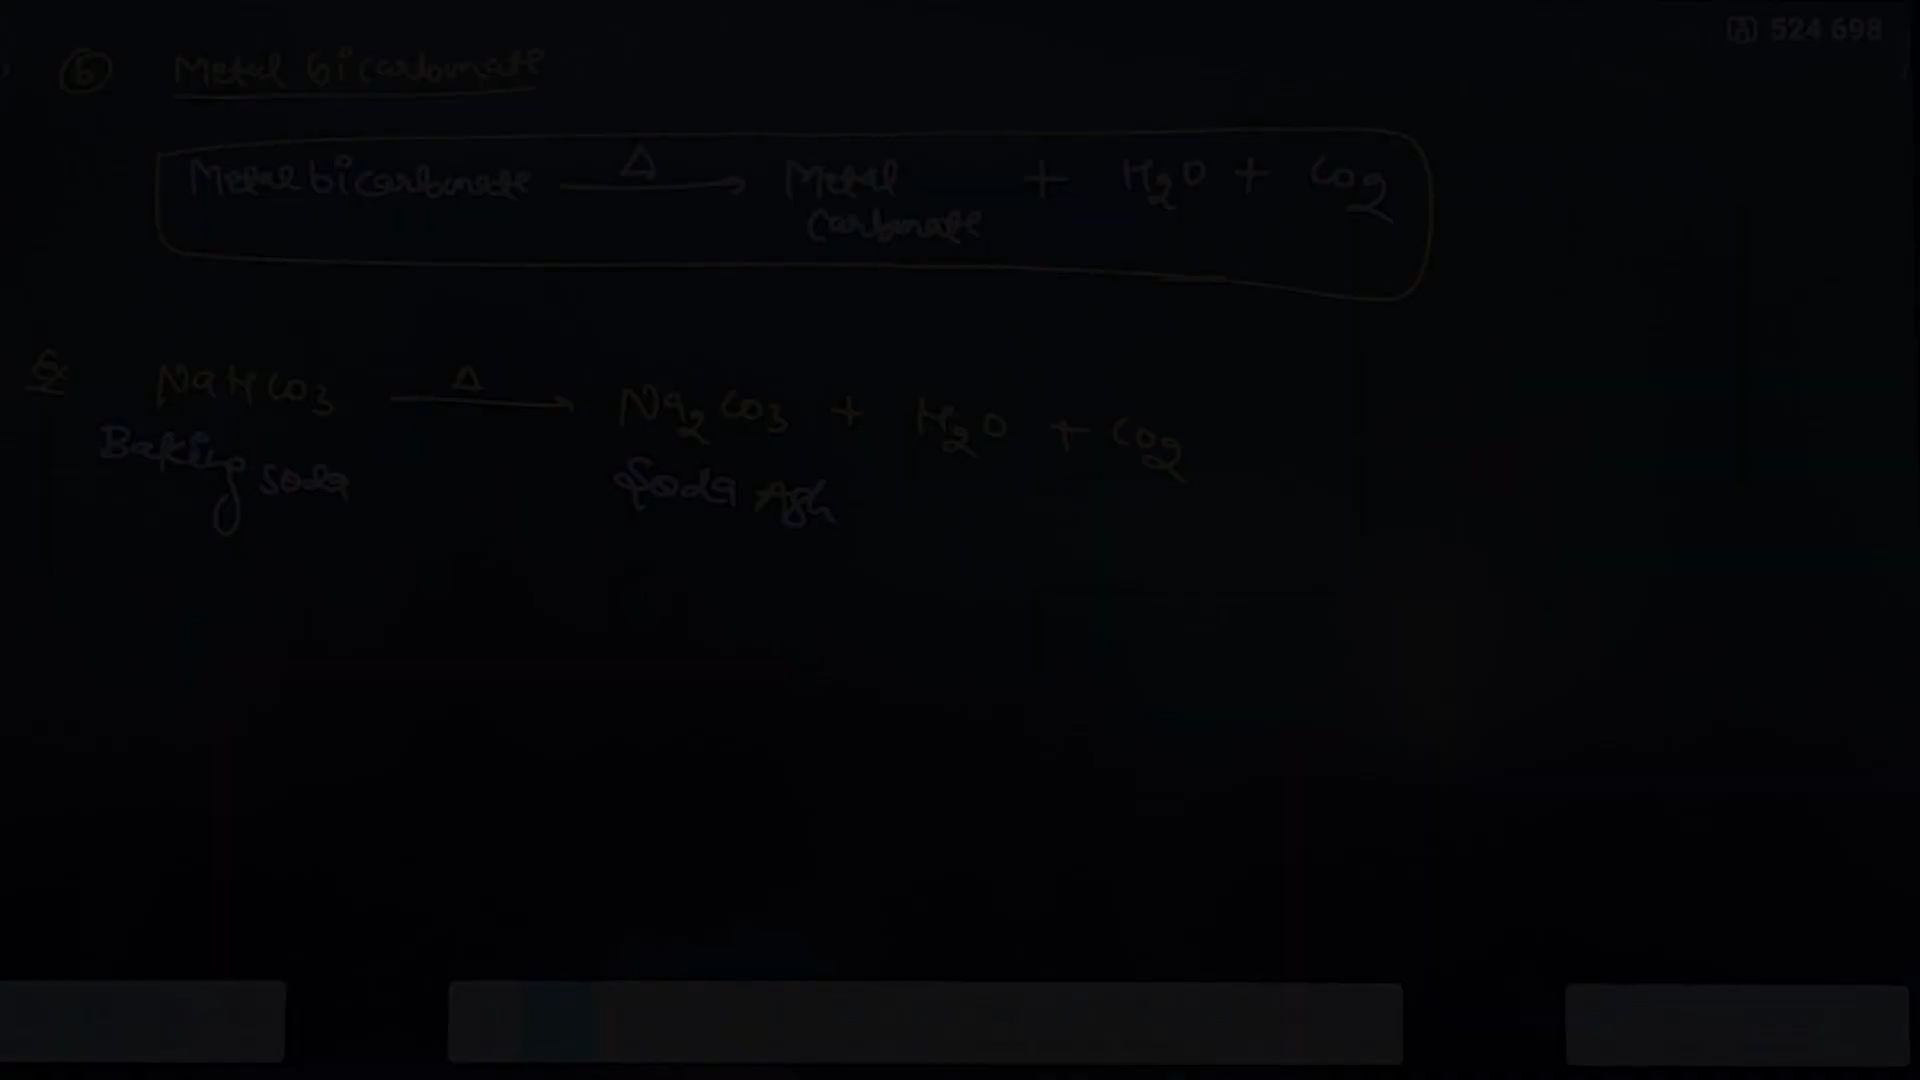 524 698
⑤ Metal bicarbonate
Metal bicarbonate —Δ→ Metal carbonate + H₂O + CO₂
Ex NaHCO₃ —Δ→ Na₂CO₃ + H₂O + CO₂
Baking soda Soda Ash